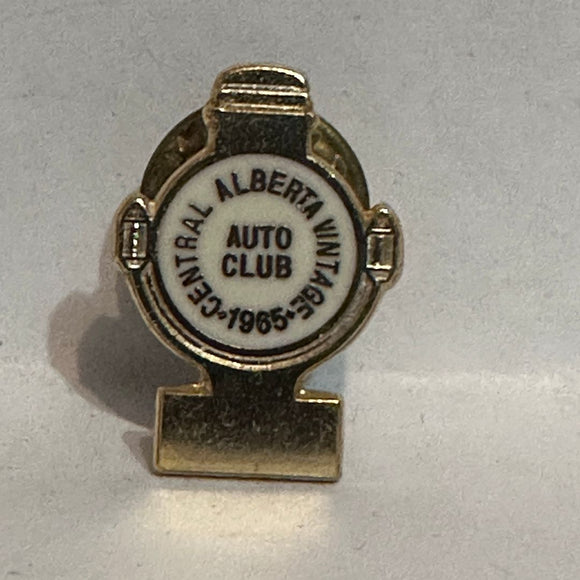 CENTRAL ALBERTA VINTAGE
AUTO
CLUB
•1965•